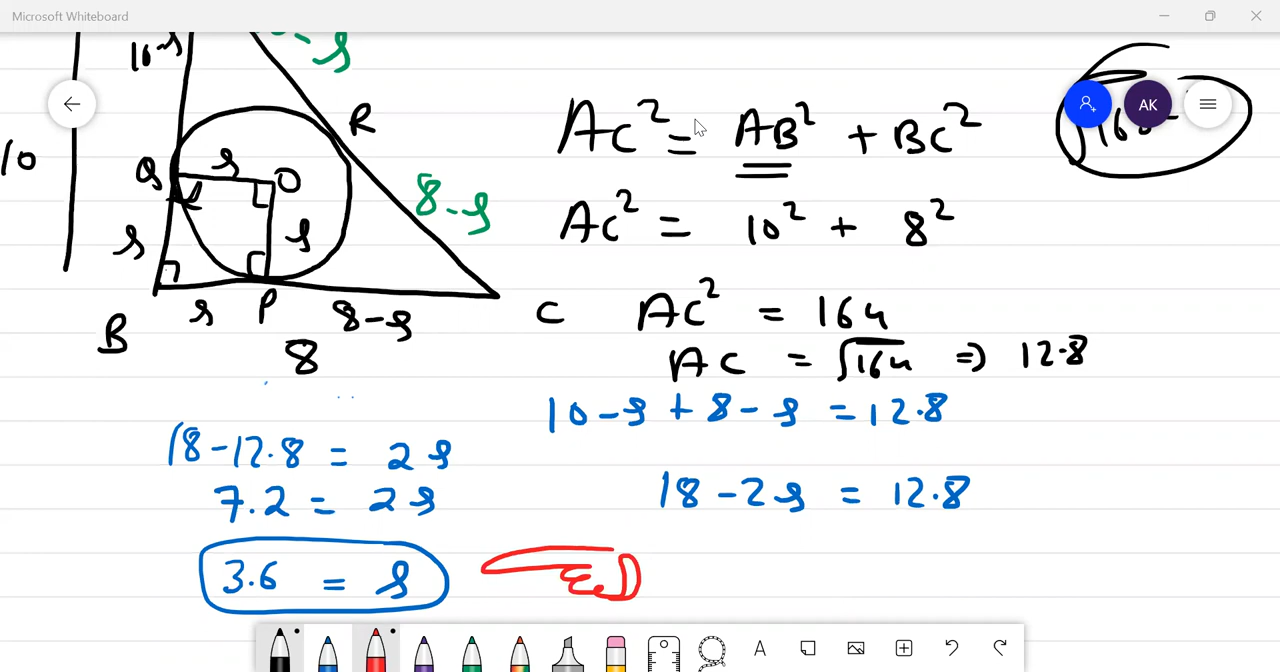 Microsoft Whiteboard
10-r
-r
10
R
AC² = AB² + BC²
AK
Q
r
O
8-r
AC² = 10² + 8²
r
r
B
r
P
8-r
C
AC² = 164
8
AC = √164 => 12.8
10-r + 8-r = 12.8
18-12.8 = 2r
18-2r = 12.8
7.2 = 2r
3.6 = r
A